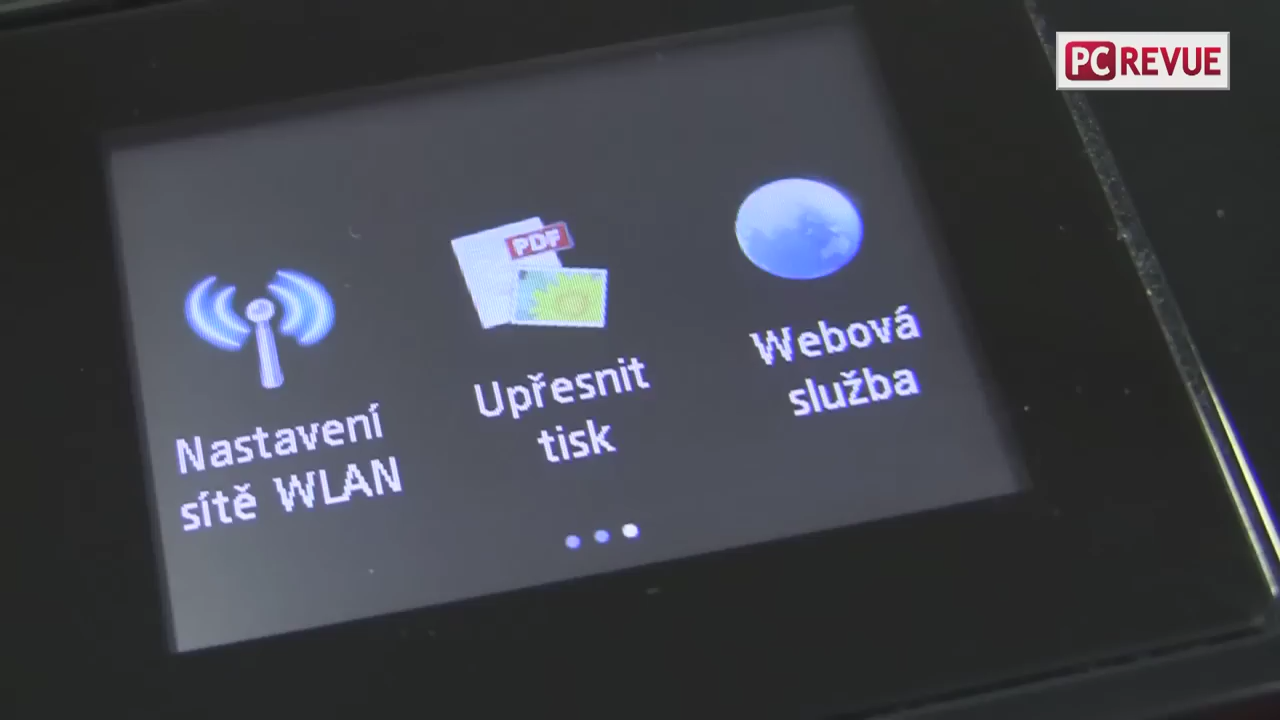 PC REVUE
PDF
Nastavení
sítě WLAN
Upřesnit
tisk
Webová
služba